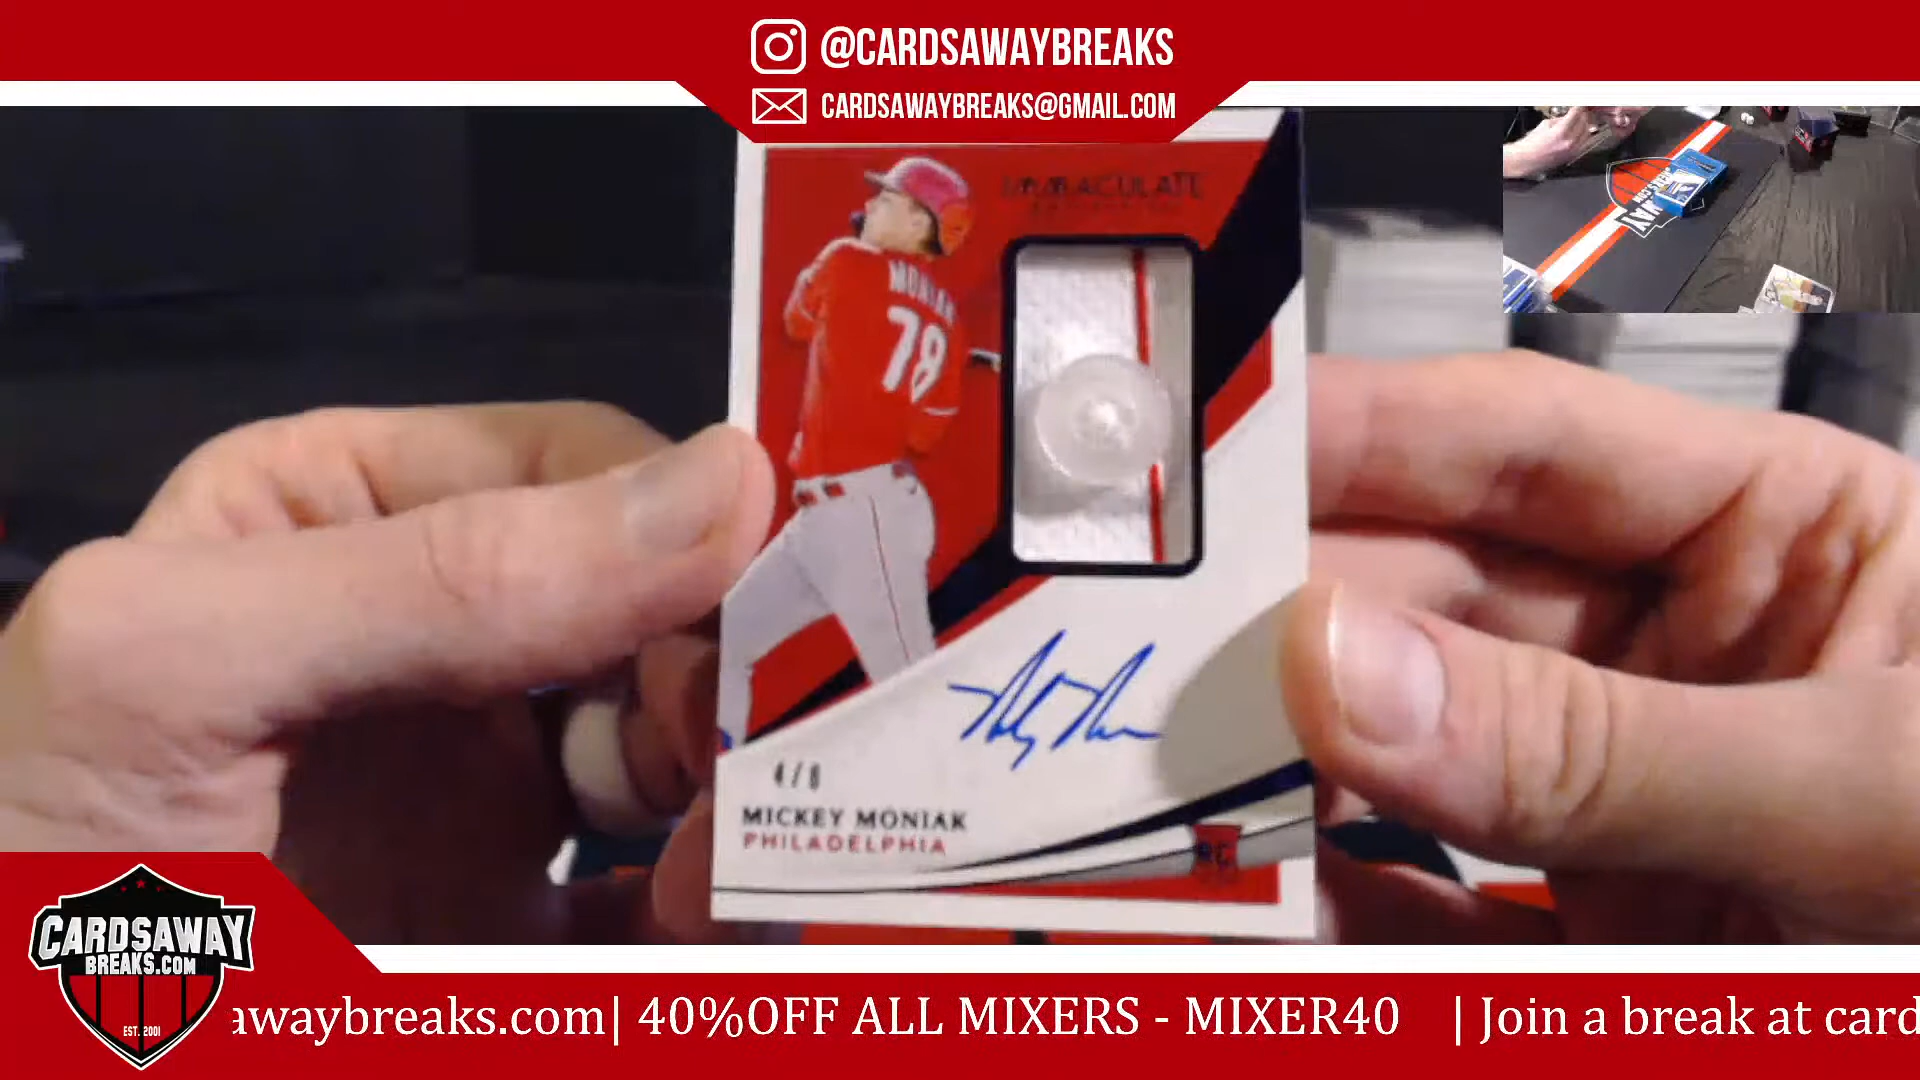 @CARDSAWAYBREAKS
CARDSAWAYBREAKS@GMAIL.COM
IMMACULATE
MONIAK
78
4/8
MICKEY MONIAK
PHILADELPHIA
RC
CARDSAWAY
BREAKS.COM
EST. 2001
awaybreaks.com| 40%OFF ALL MIXERS - MIXER40 | Join a break at card